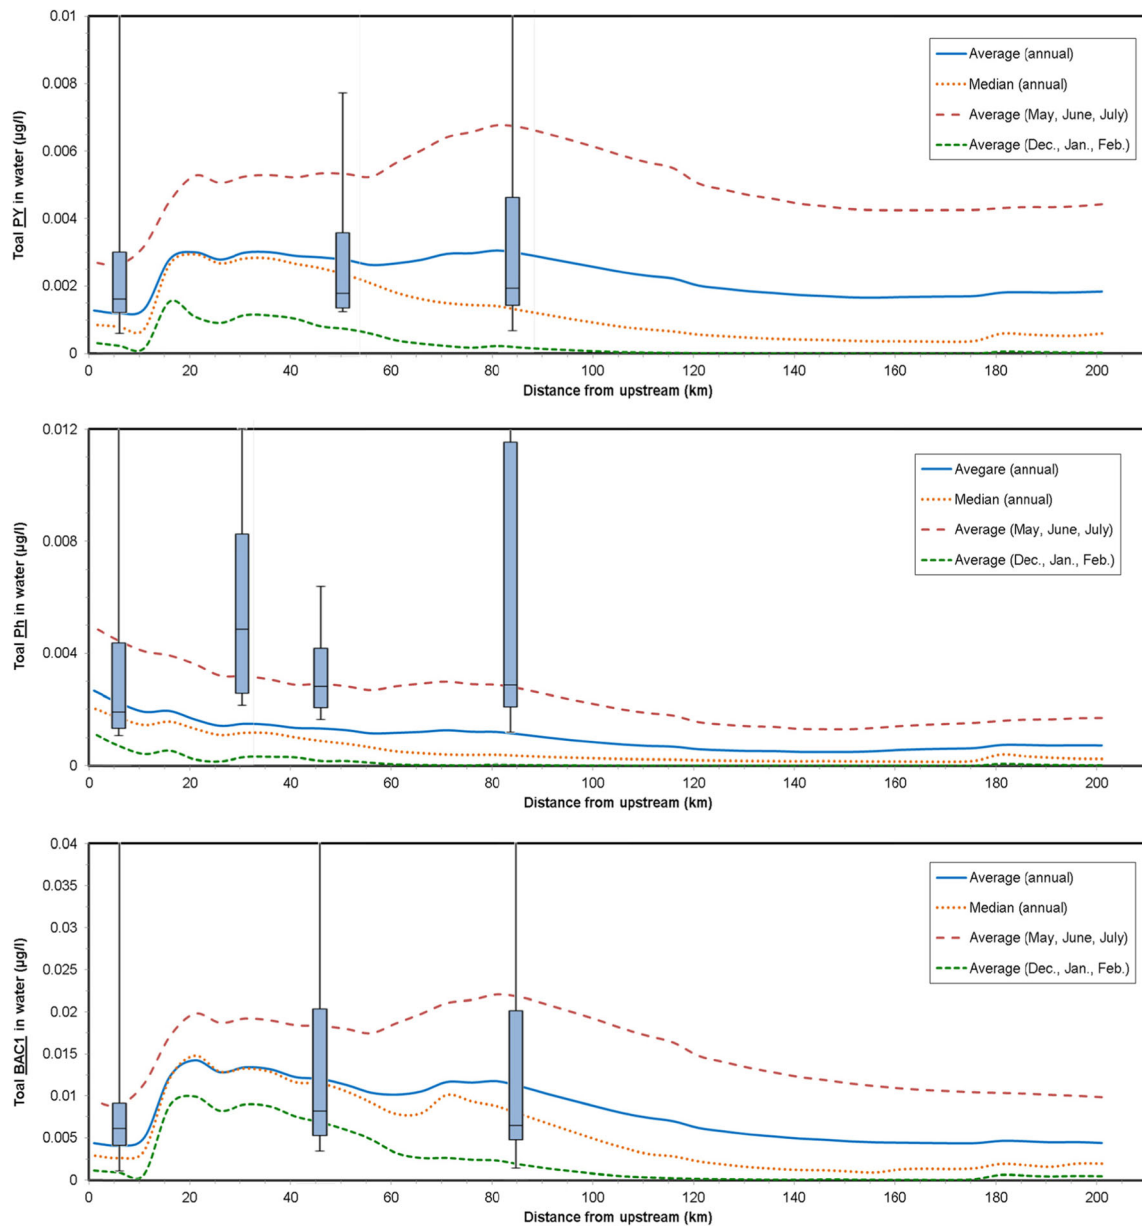 0.01
0.008
0.006
0.004
0.002
0
Toal PY in water (µg/l)
Average (annual)
Median (annual)
Average (May, June, July)
Average (Dec., Jan., Feb.)
0 20 40 60 80 100 120 140 160 180 200
Distance from upstream (km)
0.012
0.008
0.004
0
Toal Ph in water (µg/l)
Avegare (annual)
Median (annual)
Average (May, June, July)
Average (Dec., Jan., Feb.)
0 20 40 60 80 100 120 140 160 180 200
Distance from upstream (km)
0.04
0.035
0.03
0.025
0.02
0.015
0.01
0.005
0
Toal BAC1 in water (µg/l)
Average (annual)
Median (annual)
Average (May, June, July)
Average (Dec., Jan., Feb.)
0 20 40 60 80 100 120 140 160 180 200
Distance from upstream (km)